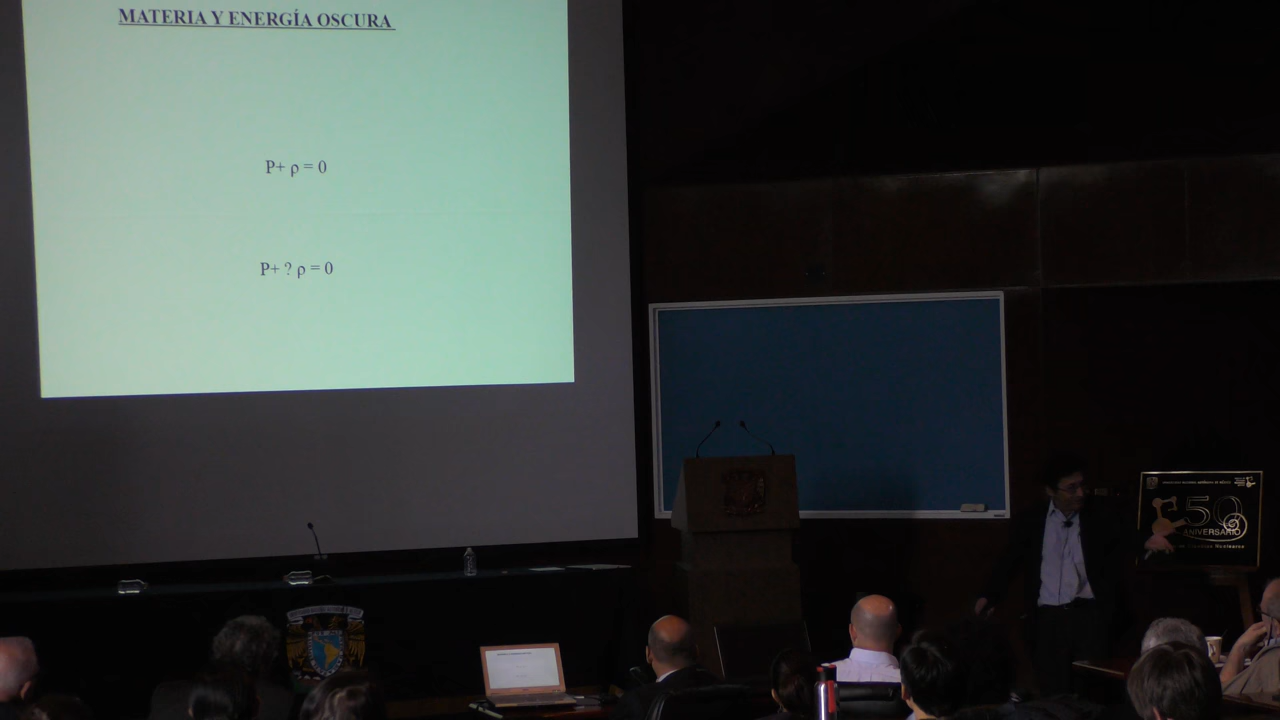 MATERIA Y ENERGÍA OSCURA
P+ ρ = 0
P+ ? ρ = 0
50
ANIVERSARIO